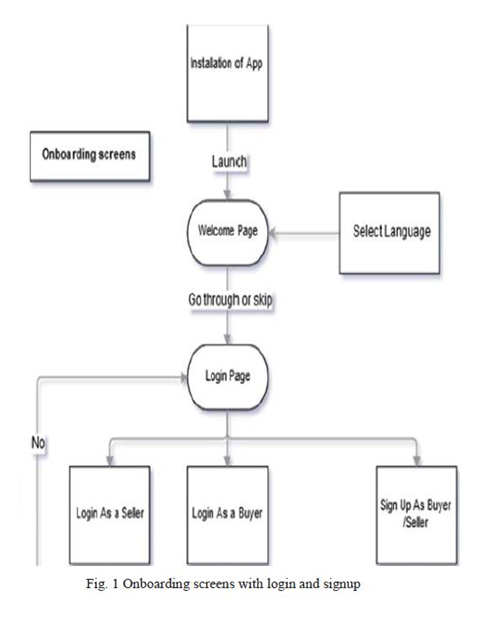 Installation of App
Onboarding screens
Launch
Welcome Page
Select Language
Go through or skip
Login Page
No
Login As a Seller
Login As a Buyer
Sign Up As Buyer
/Seller
Fig. 1 Onboarding screens with login and signup